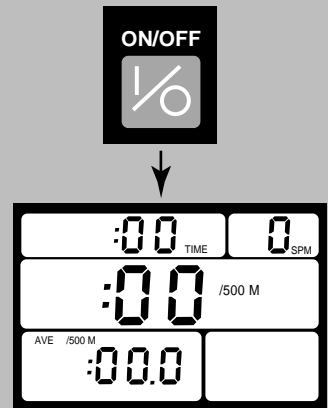 ON/OFF
I/O
:00 TIME 0 SPM
:00 /500 M
AVE /500 M
:00.0